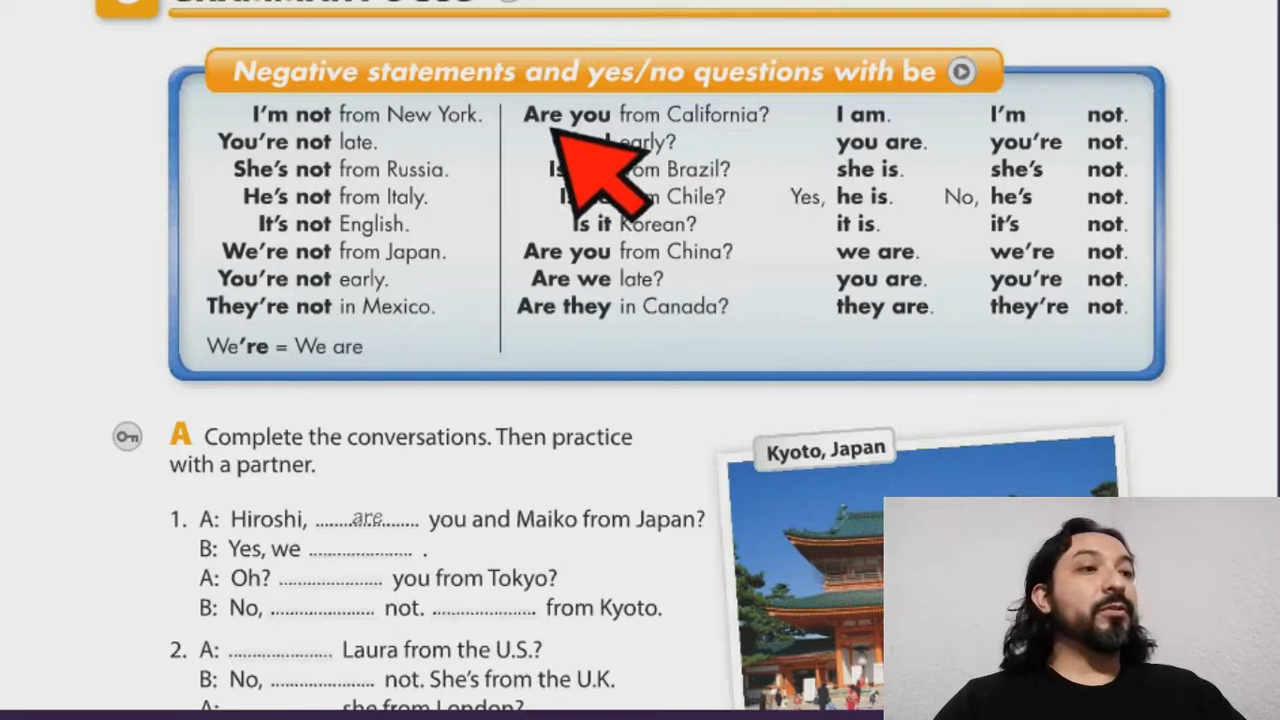 Negative statements and yes/no questions with be
I'm not from New York. Are you from California? I am. I'm not.
You're not late. early? you are. you're not.
She's not from Russia. from Brazil? she is. she's not.
He's not from Italy. Chile? Yes, he is. No, he's not.
It's not English. Is it Korean? it is. it's not.
We're not from Japan. Are you from China? we are. we're not.
You're not early. Are we late? you are. you're not.
They're not in Mexico. Are they in Canada? they are. they're not.
We're = We are
A Complete the conversations. Then practice
with a partner.
Kyoto, Japan
1. A: Hiroshi, ........are........ you and Maiko from Japan?
B: Yes, we ..................... .
A: Oh? ..................... you from Tokyo?
B: No, ..................... not. ..................... from Kyoto.
2. A: ..................... Laura from the U.S.?
B: No, ..................... not. She's from the U.K.
A: ..................... she from London?